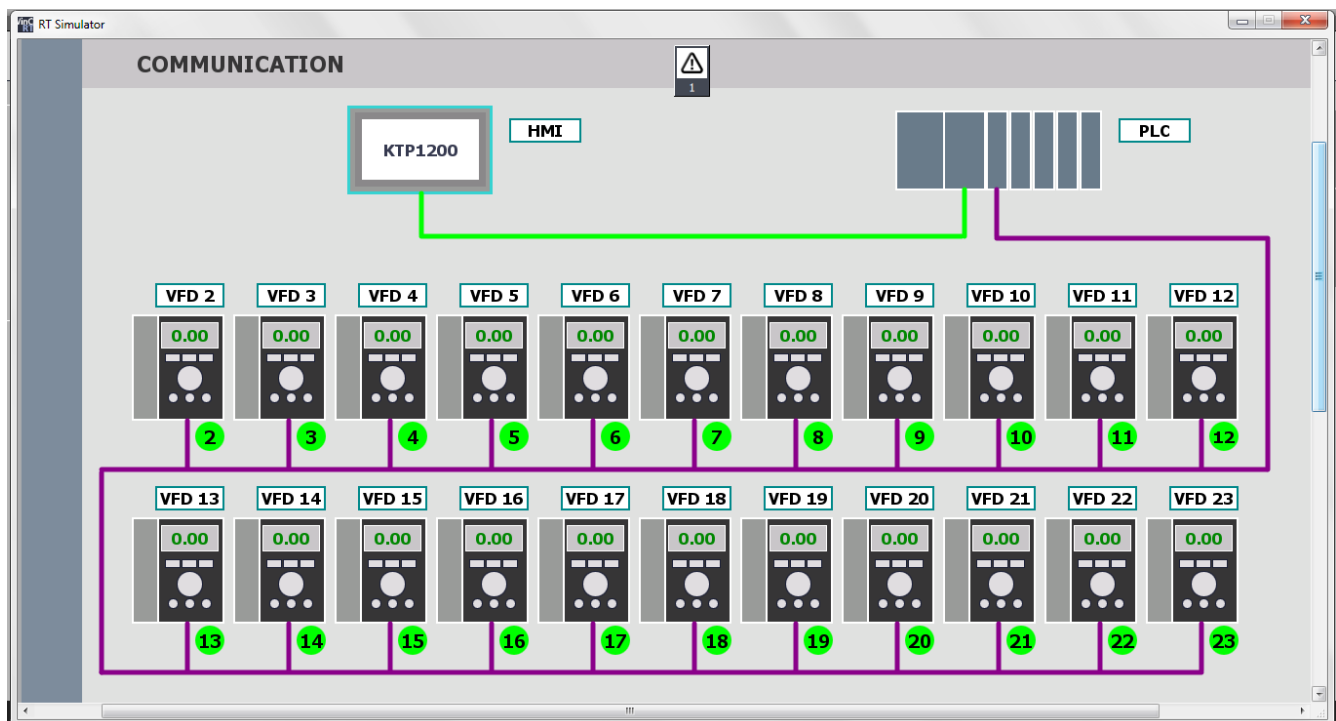 RT Simulator
COMMUNICATION
1
KTP1200
HMI
PLC
VFD 2 VFD 3 VFD 4 VFD 5 VFD 6 VFD 7 VFD 8 VFD 9 VFD 10 VFD 11 VFD 12
0.00 0.00 0.00 0.00 0.00 0.00 0.00 0.00 0.00 0.00 0.00
2 3 4 5 6 7 8 9 10 11 12
VFD 13 VFD 14 VFD 15 VFD 16 VFD 17 VFD 18 VFD 19 VFD 20 VFD 21 VFD 22 VFD 23
0.00 0.00 0.00 0.00 0.00 0.00 0.00 0.00 0.00 0.00 0.00
13 14 15 16 17 18 19 20 21 22 23